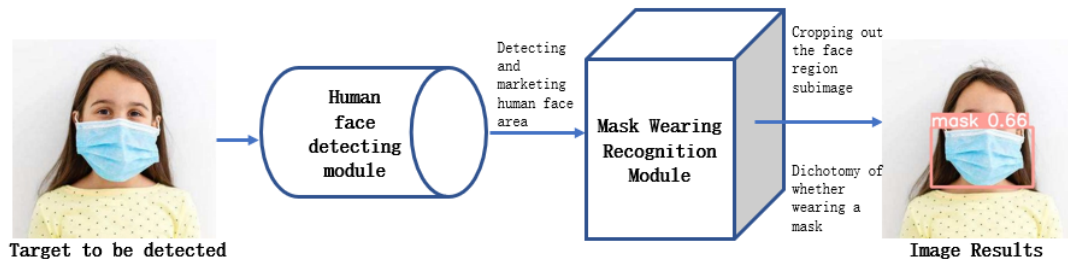 Human
face
detecting
module
Detecting
and
marketing
human face
area
Mask Wearing
Recognition
Module
Cropping out
the face
region
subimage
Dichotomy of
whether
wearing a
mask
mask 0.66
Target to be detected
Image Results